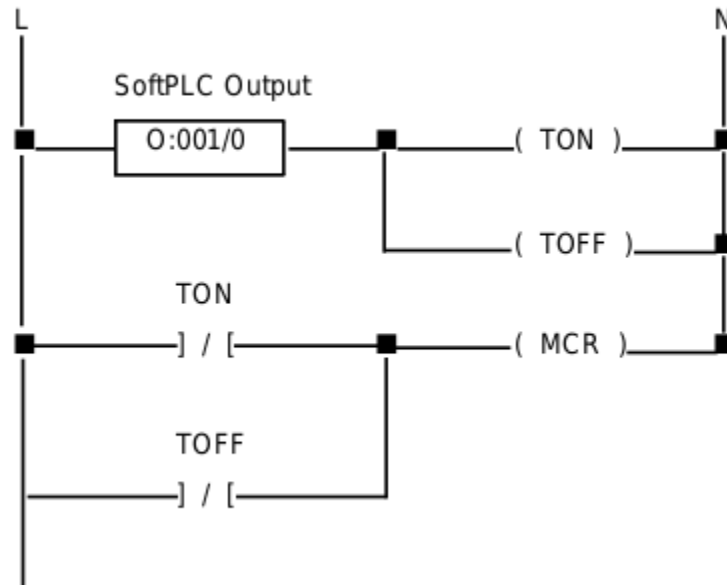 L
N
SoftPLC Output
O:001/0
( TON )
( TOFF )
TON
] / [
( MCR )
TOFF
] / [